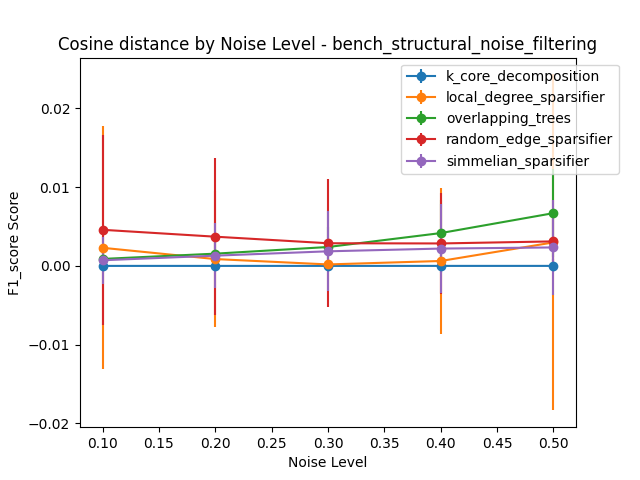 Cosine distance by Noise Level - bench_structural_noise_filtering
k_core_decomposition
local_degree_sparsifier
overlapping_trees
random_edge_sparsifier
simmelian_sparsifier
F1_score Score
0.02
0.01
0.00
−0.01
−0.02
0.10 0.15 0.20 0.25 0.30 0.35 0.40 0.45 0.50
Noise Level